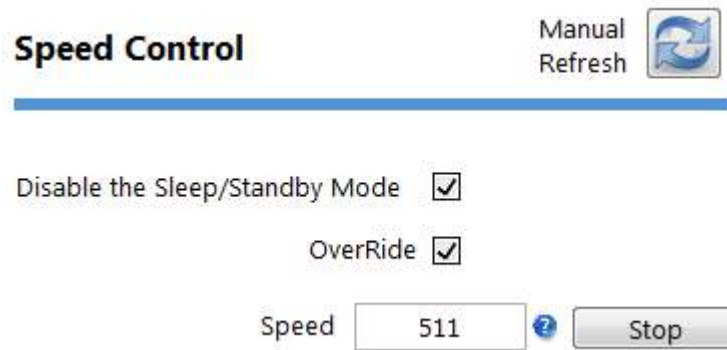 Speed Control
Manual
Refresh
Disable the Sleep/Standby Mode
OverRide
Speed 511 ? Stop